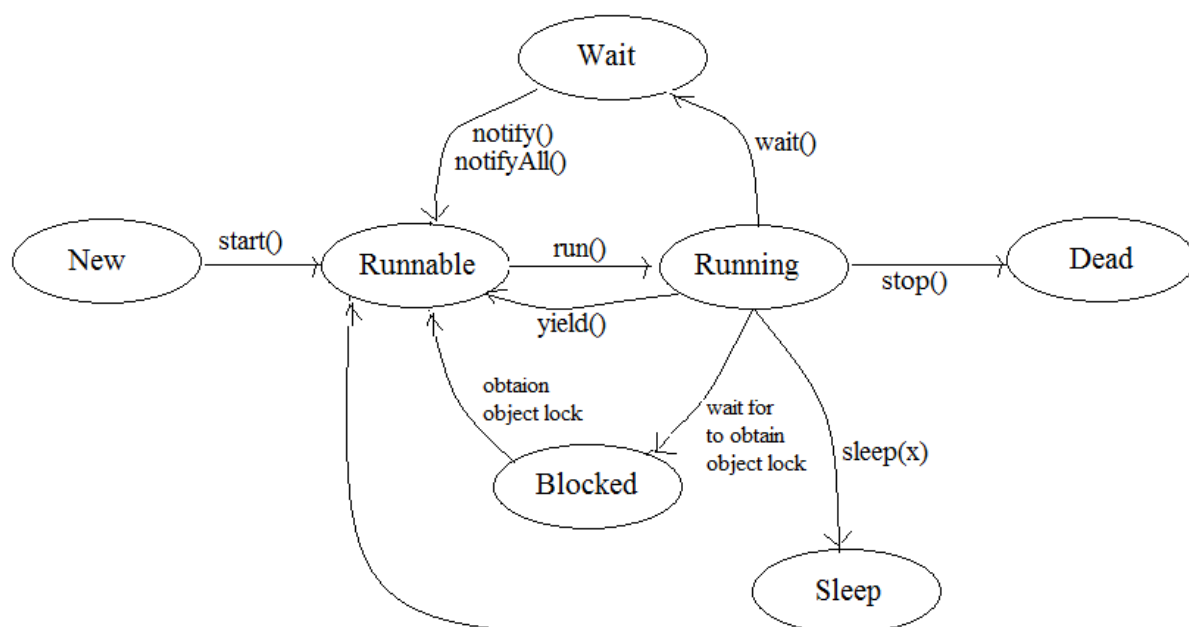 Wait
notify()
notifyAll()
wait()
New
start()
Runnable
run()
Running
stop()
Dead
yield()
obtaion
object lock
wait for
to obtain
object lock
sleep(x)
Blocked
Sleep